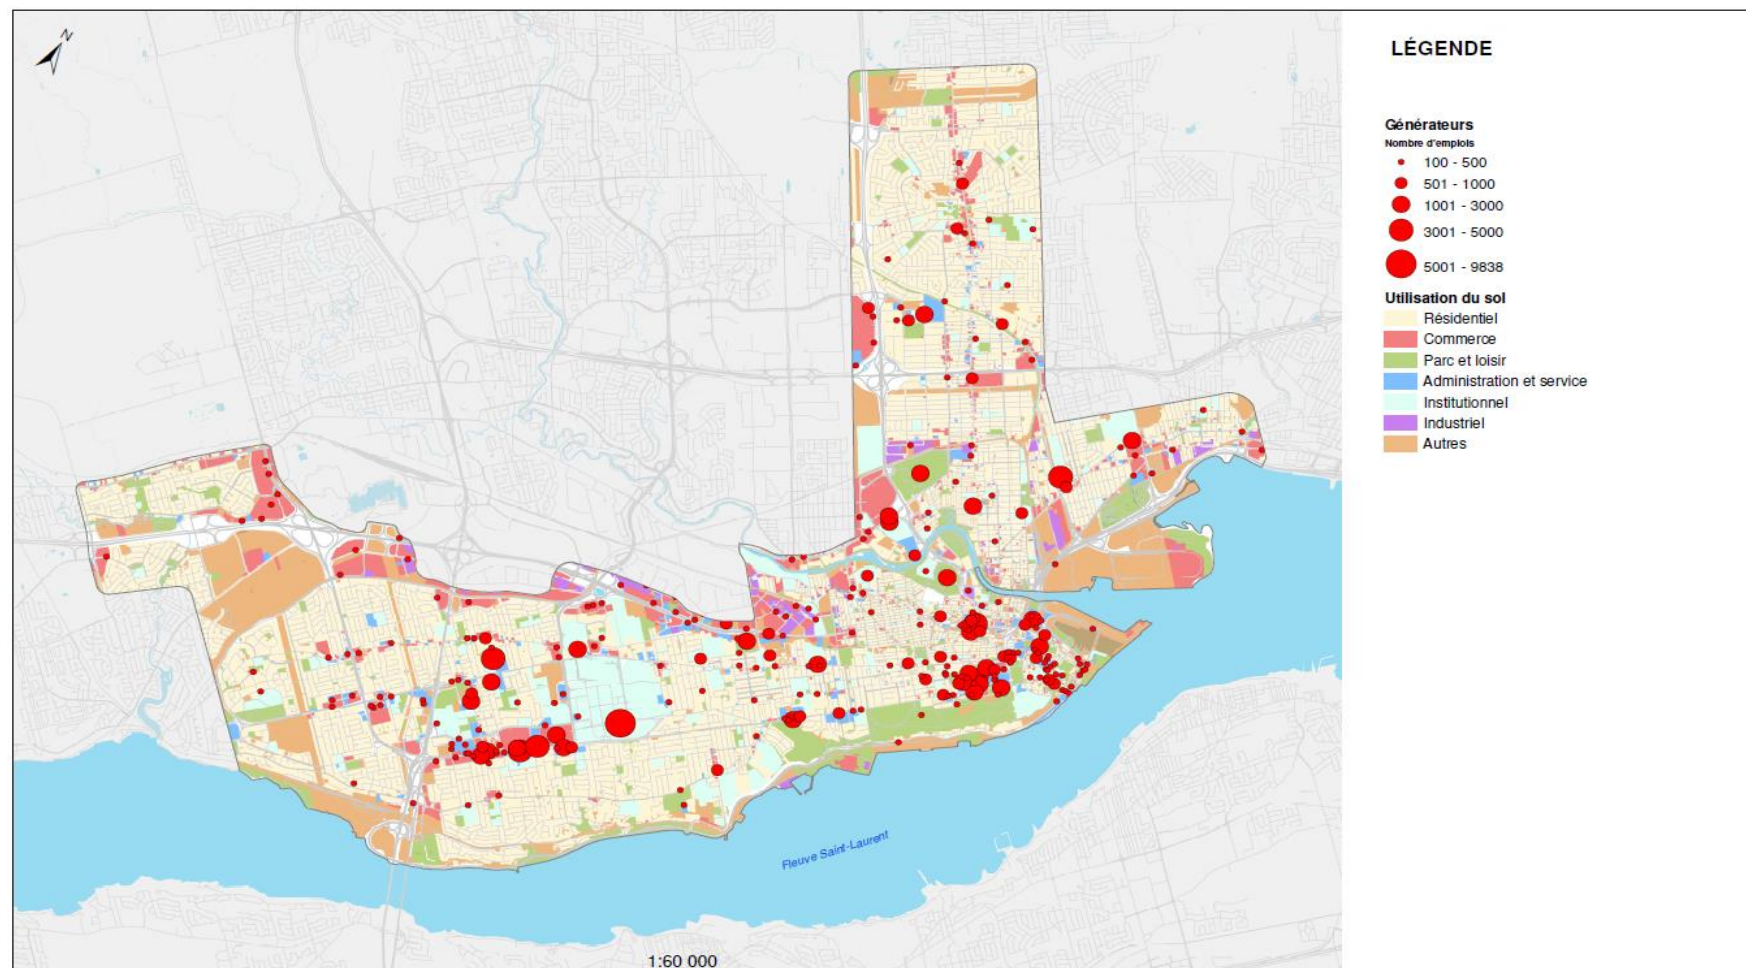 N
LÉGENDE
Générateurs
Nombre d'emplois
100 - 500
501 - 1000
1001 - 3000
3001 - 5000
5001 - 9838
Utilisation du sol
Résidentiel
Commerce
Parc et loisir
Administration et service
Institutionnel
Industriel
Autres
Fleuve Saint-Laurent
1:60 000